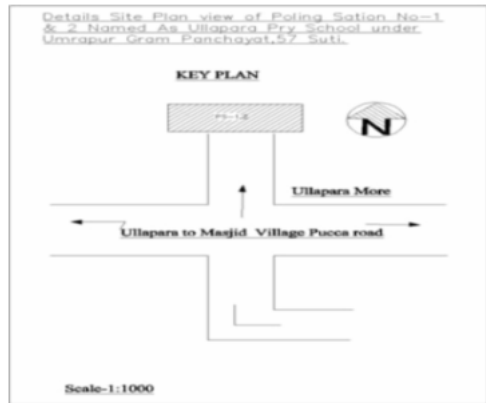 Details Site Plan view of Poling Sation No-1
& 2 Named As Ullapara Pry School under
Umrapur Gram Panchayat,57 Suti.
KEY PLAN
N
Ullapara More
Ullapara to Masjid Village Pucca road
Scale-1:1000